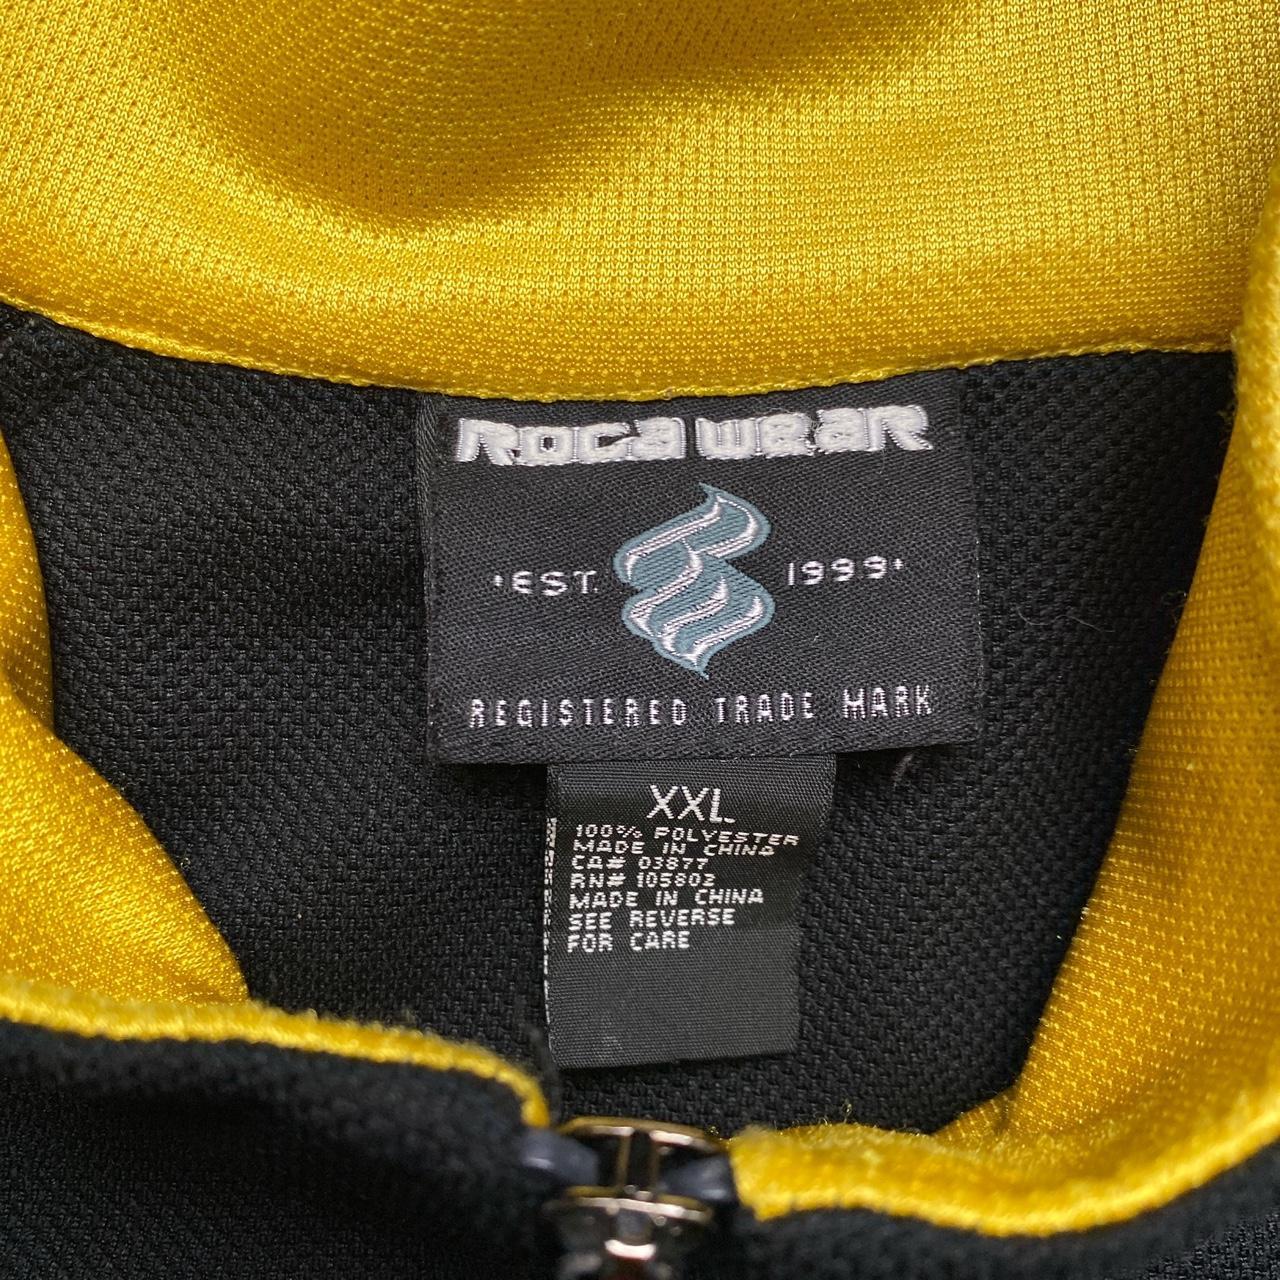 Rocawear
·EST. 1999·
REGISTERED TRADE MARK
XXL
100% POLYESTER
MADE IN CHINA
CA# 03877
RN# 105802
MADE IN CHINA
SEE REVERSE
FOR CARE